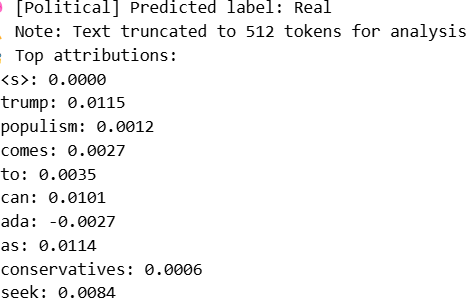 [Political] Predicted label: Real
Note: Text truncated to 512 tokens for analysis
Top attributions:
<s>: 0.0000
trump: 0.0115
populism: 0.0012
comes: 0.0027
to: 0.0035
can: 0.0101
ada: -0.0027
as: 0.0114
conservatives: 0.0006
seek: 0.0084